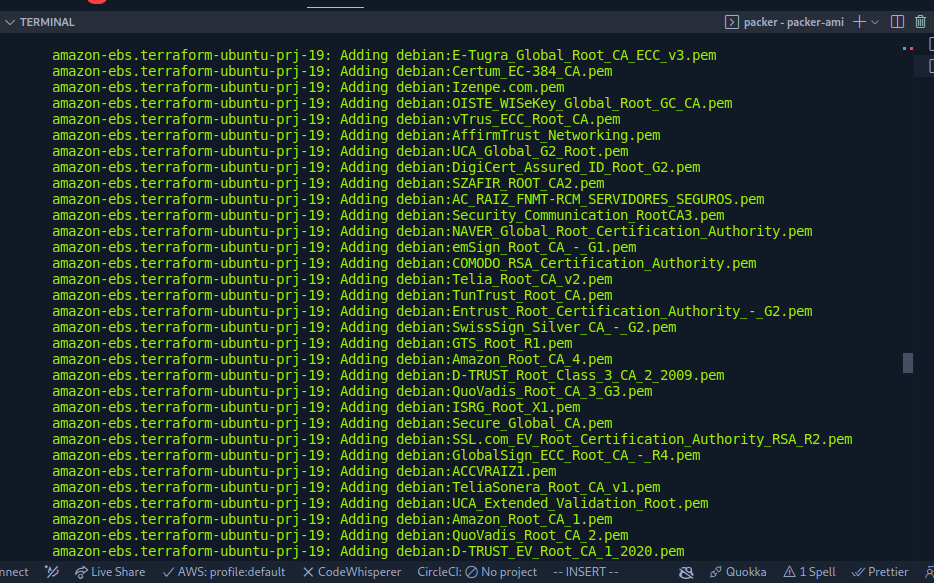 TERMINAL
packer - packer-ami
amazon-ebs.terraform-ubuntu-prj-19: Adding debian:E-Tugra_Global_Root_CA_ECC_v3.pem
amazon-ebs.terraform-ubuntu-prj-19: Adding debian:Certum_EC-384_CA.pem
amazon-ebs.terraform-ubuntu-prj-19: Adding debian:Izenpe.com.pem
amazon-ebs.terraform-ubuntu-prj-19: Adding debian:OISTE_WISeKey_Global_Root_GC_CA.pem
amazon-ebs.terraform-ubuntu-prj-19: Adding debian:vTrus_ECC_Root_CA.pem
amazon-ebs.terraform-ubuntu-prj-19: Adding debian:AffirmTrust_Networking.pem
amazon-ebs.terraform-ubuntu-prj-19: Adding debian:UCA_Global_G2_Root.pem
amazon-ebs.terraform-ubuntu-prj-19: Adding debian:DigiCert_Assured_ID_Root_G2.pem
amazon-ebs.terraform-ubuntu-prj-19: Adding debian:SZAFIR_ROOT_CA2.pem
amazon-ebs.terraform-ubuntu-prj-19: Adding debian:AC_RAIZ_FNMT-RCM_SERVIDORES_SEGUROS.pem
amazon-ebs.terraform-ubuntu-prj-19: Adding debian:Security_Communication_RootCA3.pem
amazon-ebs.terraform-ubuntu-prj-19: Adding debian:NAVER_Global_Root_Certification_Authority.pem
amazon-ebs.terraform-ubuntu-prj-19: Adding debian:emSign_Root_CA_-_G1.pem
amazon-ebs.terraform-ubuntu-prj-19: Adding debian:COMODO_RSA_Certification_Authority.pem
amazon-ebs.terraform-ubuntu-prj-19: Adding debian:Telia_Root_CA_v2.pem
amazon-ebs.terraform-ubuntu-prj-19: Adding debian:TunTrust_Root_CA.pem
amazon-ebs.terraform-ubuntu-prj-19: Adding debian:Entrust_Root_Certification_Authority_-_G2.pem
amazon-ebs.terraform-ubuntu-prj-19: Adding debian:SwissSign_Silver_CA_-_G2.pem
amazon-ebs.terraform-ubuntu-prj-19: Adding debian:GTS_Root_R1.pem
amazon-ebs.terraform-ubuntu-prj-19: Adding debian:Amazon_Root_CA_4.pem
amazon-ebs.terraform-ubuntu-prj-19: Adding debian:D-TRUST_Root_Class_3_CA_2_2009.pem
amazon-ebs.terraform-ubuntu-prj-19: Adding debian:QuoVadis_Root_CA_3_G3.pem
amazon-ebs.terraform-ubuntu-prj-19: Adding debian:ISRG_Root_X1.pem
amazon-ebs.terraform-ubuntu-prj-19: Adding debian:Secure_Global_CA.pem
amazon-ebs.terraform-ubuntu-prj-19: Adding debian:SSL.com_EV_Root_Certification_Authority_RSA_R2.pem
amazon-ebs.terraform-ubuntu-prj-19: Adding debian:GlobalSign_ECC_Root_CA_-_R4.pem
amazon-ebs.terraform-ubuntu-prj-19: Adding debian:ACCVRAIZ1.pem
amazon-ebs.terraform-ubuntu-prj-19: Adding debian:TeliaSonera_Root_CA_v1.pem
amazon-ebs.terraform-ubuntu-prj-19: Adding debian:UCA_Extended_Validation_Root.pem
amazon-ebs.terraform-ubuntu-prj-19: Adding debian:Amazon_Root_CA_1.pem
amazon-ebs.terraform-ubuntu-prj-19: Adding debian:QuoVadis_Root_CA_2.pem
amazon-ebs.terraform-ubuntu-prj-19: Adding debian:D-TRUST_EV_Root_CA_1_2020.pem
nnect Live Share AWS: profile:default CodeWhisperer CircleCI: No project -- INSERT -- Quokka 1 Spell Prettier